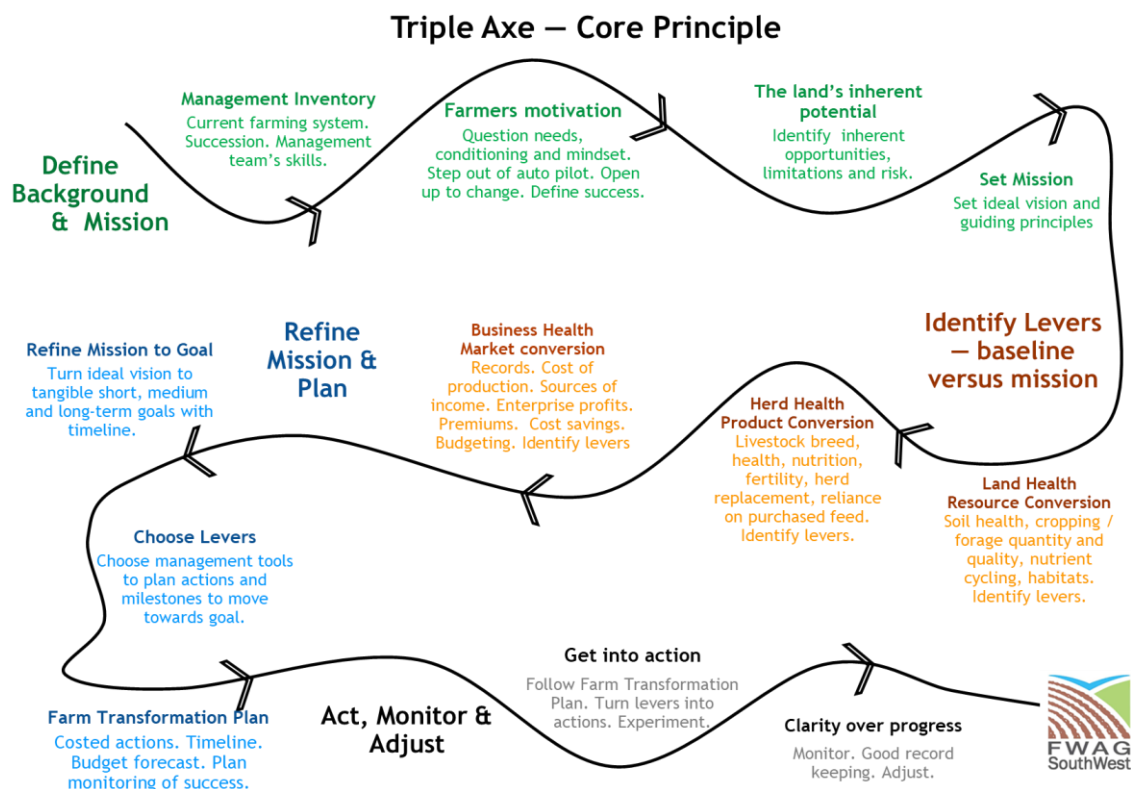 Triple Axe — Core Principle
Define
Background
& Mission
Management Inventory
Current farming system.
Succession. Management
team's skills.
Farmers motivation
Question needs,
conditioning and mindset.
Step out of auto pilot. Open
up to change. Define success.
The land's inherent
potential
Identify inherent
opportunities,
limitations and risk.
Set Mission
Set ideal vision and
guiding principles
Identify Levers
— baseline
versus mission
Land Health
Resource Conversion
Soil health, cropping /
forage quantity and
quality, nutrient
cycling, habitats.
Identify levers.
Herd Health
Product Conversion
Livestock breed,
health, nutrition,
fertility, herd
replacement, reliance
on purchased feed.
Identify levers.
Business Health
Market conversion
Records. Cost of
production. Sources of
income. Enterprise profits.
Premiums. Cost savings.
Budgeting. Identify levers
Refine
Mission &
Plan
Refine Mission to Goal
Turn ideal vision to
tangible short, medium
and long-term goals with
timeline.
Choose Levers
Choose management tools
to plan actions and
milestones to move
towards goal.
Farm Transformation Plan
Costed actions. Timeline.
Budget forecast. Plan
monitoring of success.
Act, Monitor &
Adjust
Get into action
Follow Farm Transformation
Plan. Turn levers into
actions. Experiment.
Clarity over progress
Monitor. Good record
keeping. Adjust.
FWAG
SouthWest